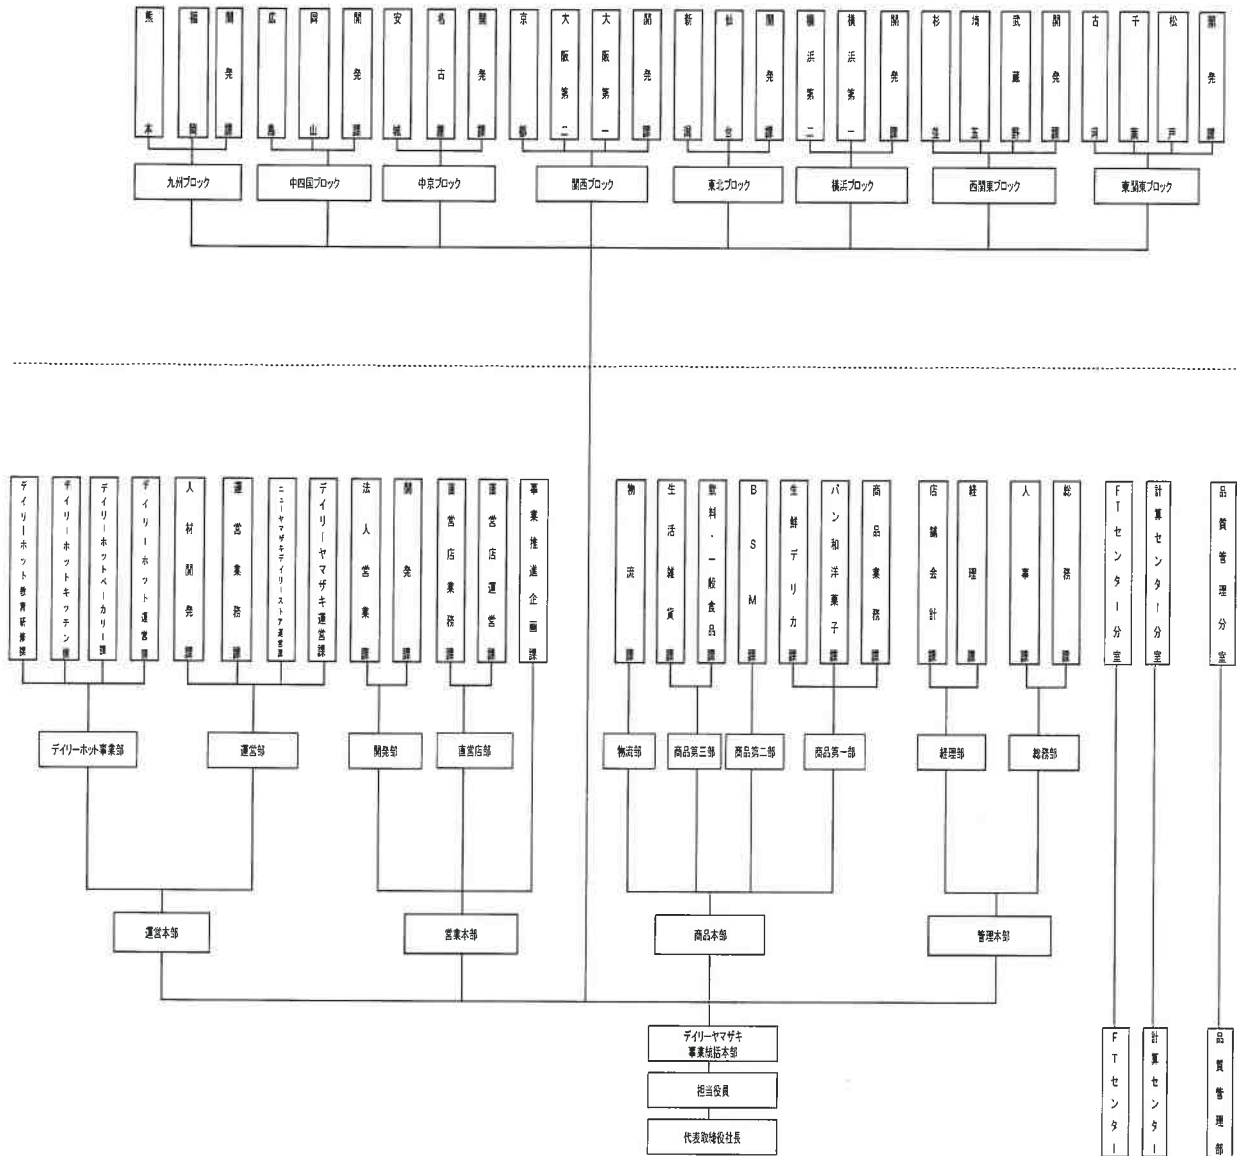 熊本
福岡
開発課
広島
岡山
開発課
安城
名古屋
開発課
京都
大阪第二
大阪第一
開発課
新潟
仙台
開発課
横浜第二
横浜第一
開発課
杉並
埼玉
武蔵野
開発課
古河
千葉
松戸
開発課
九州ブロック
中四国ブロック
中京ブロック
関西ブロック
東北ブロック
横浜ブロック
西関東ブロック
東関東ブロック
デイリーホット教育研修課
デイリーホットキッチン課
デイリーホットベーカリー課
デイリーホット運営課
人材開発課
運営業務課
ニューヤマザキデイリーストア運営課
デイリーヤマザキ運営課
法人営業課
開発課
直営店業務課
直営店運営課
事業推進企画課
物流課
生活雑貨課
飲料・一般食品課
BSM課
生鮮デリカ課
パン和洋菓子課
商品業務課
店舗会計課
経理課
人事課
総務課
FTセンター分室
計算センター分室
品質管理分室
デイリーホット事業部
運営部
開発部
直営店部
物流部
商品第三部
商品第二部
商品第一部
経理部
総務部
運営本部
営業本部
商品本部
管理本部
デイリーヤマザキ
事業統括本部
担当役員
代表取締役社長
FTセンター
計算センター
品質管理部